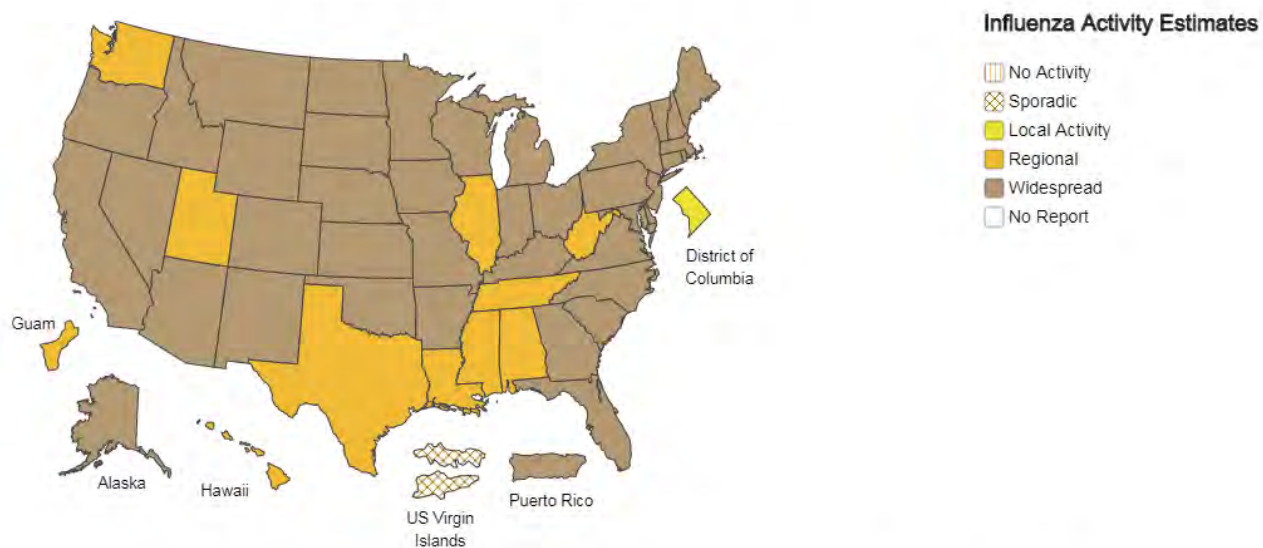 Influenza Activity Estimates
No Activity
Sporadic
Local Activity
Regional
Widespread
No Report
District of
Columbia
Guam
Alaska
Hawaii
US Virgin
Islands
Puerto Rico